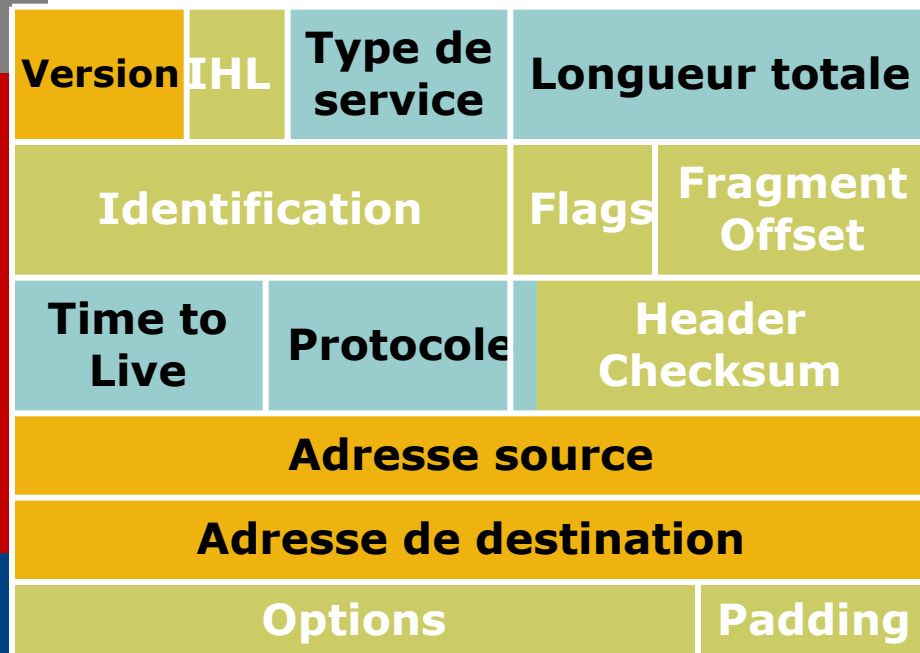 Version
IHL
Type de
service
Longueur totale
Identification
Flags
Fragment
Offset
Time to
Live
Protocole
Header
Checksum
Adresse source
Adresse de destination
Options
Padding